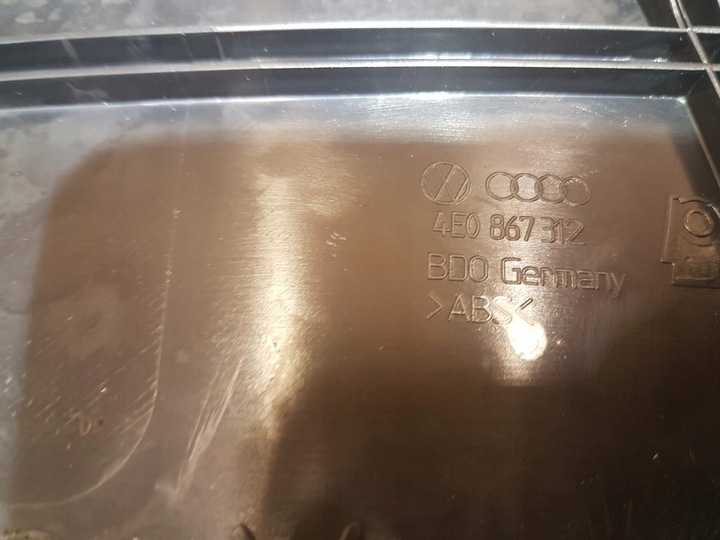 4E0 867 312
BDO Germany
>ABS<